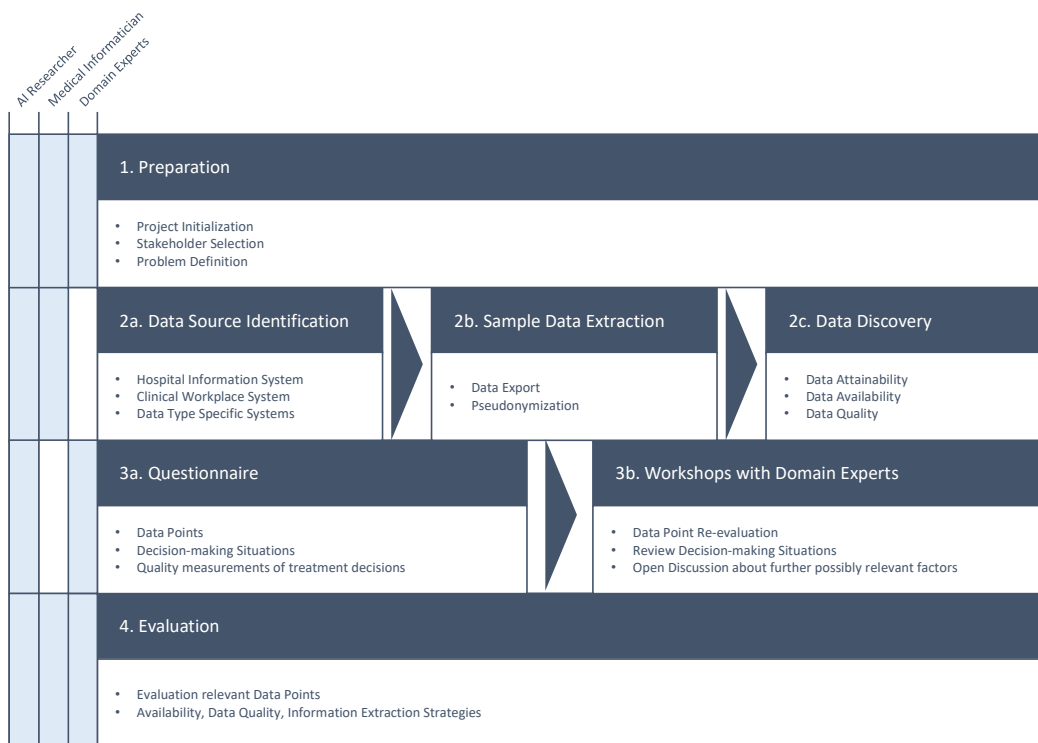 AI Researcher
Medical Informatician
Domain Experts
1. Preparation
• Project Initialization
• Stakeholder Selection
• Problem Definition
2a. Data Source Identification
• Hospital Information System
• Clinical Workplace System
• Data Type Specific Systems
2b. Sample Data Extraction
• Data Export
• Pseudonymization
2c. Data Discovery
• Data Attainability
• Data Availability
• Data Quality
3a. Questionnaire
• Data Points
• Decision-making Situations
• Quality measurements of treatment decisions
3b. Workshops with Domain Experts
• Data Point Re-evaluation
• Review Decision-making Situations
• Open Discussion about further possibly relevant factors
4. Evaluation
• Evaluation relevant Data Points
• Availability, Data Quality, Information Extraction Strategies